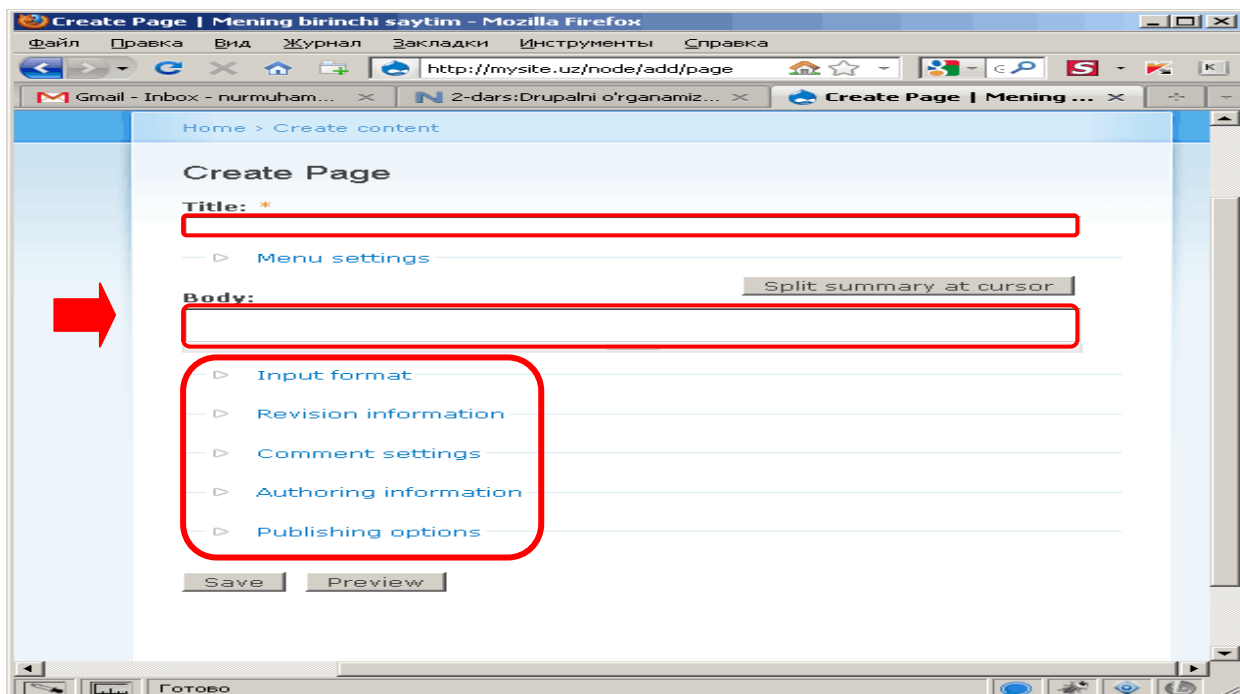 Create Page | Mening birinchi saytim - Mozilla Firefox
Файл Правка Вид Журнал Закладки Инструменты Справка
http://mysite.uz/node/add/page
Gmail - Inbox - nurmuham... 2-dars:Drupalni o'rganamiz... Create Page | Mening ...
Home > Create content
Create Page
Title: *
Menu settings
Split summary at cursor
Body:
Input format
Revision information
Comment settings
Authoring information
Publishing options
Save Preview
Готово